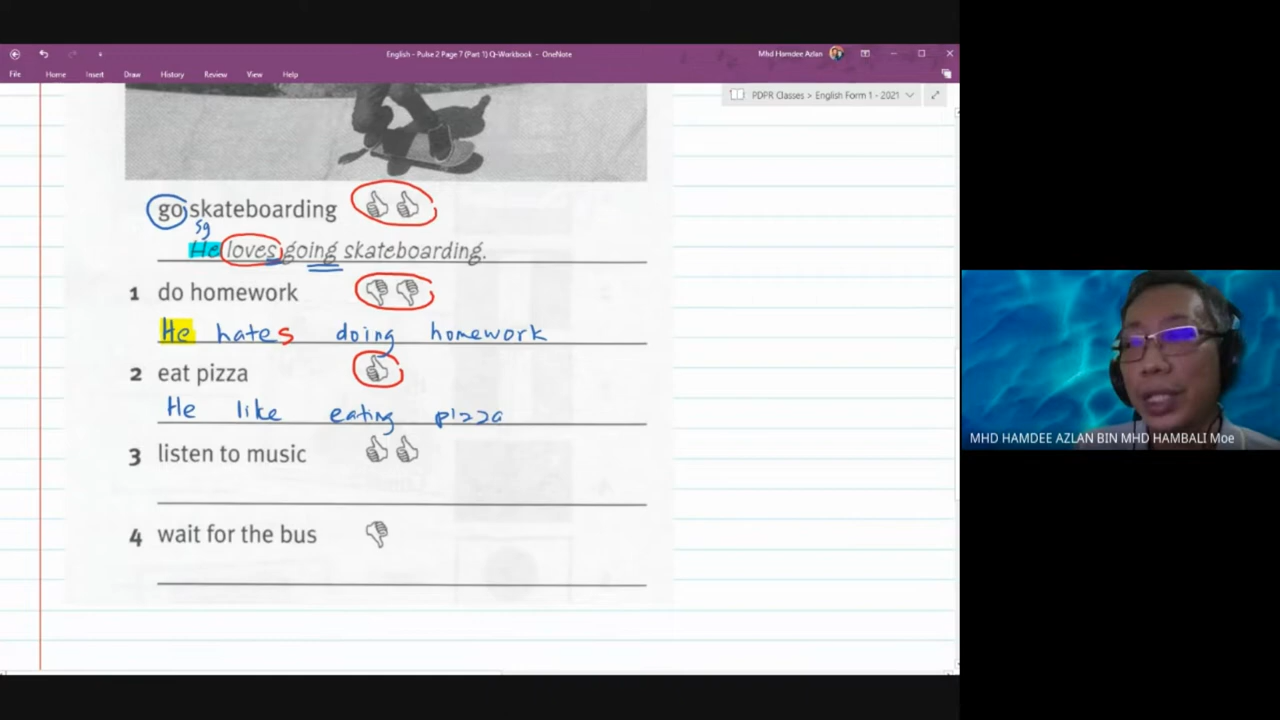 English - Pulse 2 Page 7 (Part 1) Q-Workbook - OneNote
Mhd Hamdee Azlan
File Home Insert Draw History Review View Help
PDPR Classes > English Form 1 - 2021
go skateboarding
sg
He loves going skateboarding.
1 do homework
He hates doing homework
2 eat pizza
He like eating pizza
3 listen to music
4 wait for the bus
MHD HAMDEE AZLAN BIN MHD HAMBALI Moe